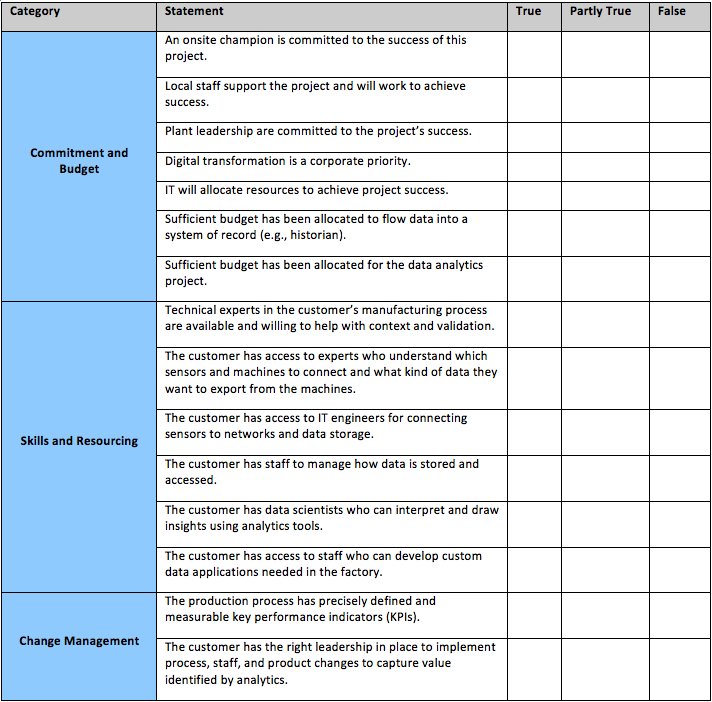 Category Statement True Partly True False
Commitment and
Budget
An onsite champion is committed to the success of this
project.
Local staff support the project and will work to achieve
success.
Plant leadership are committed to the project’s success.
Digital transformation is a corporate priority.
IT will allocate resources to achieve project success.
Sufficient budget has been allocated to flow data into a
system of record (e.g., historian).
Sufficient budget has been allocated for the data analytics
project.
Skills and Resourcing
Technical experts in the customer’s manufacturing process
are available and willing to help with context and validation.
The customer has access to experts who understand which
sensors and machines to connect and what kind of data they
want to export from the machines.
The customer has access to IT engineers for connecting
sensors to networks and data storage.
The customer has staff to manage how data is stored and
accessed.
The customer has data scientists who can interpret and draw
insights using analytics tools.
The customer has access to staff who can develop custom
data applications needed in the factory.
Change Management
The production process has precisely defined and
measurable key performance indicators (KPIs).
The customer has the right leadership in place to implement
process, staff, and product changes to capture value
identified by analytics.